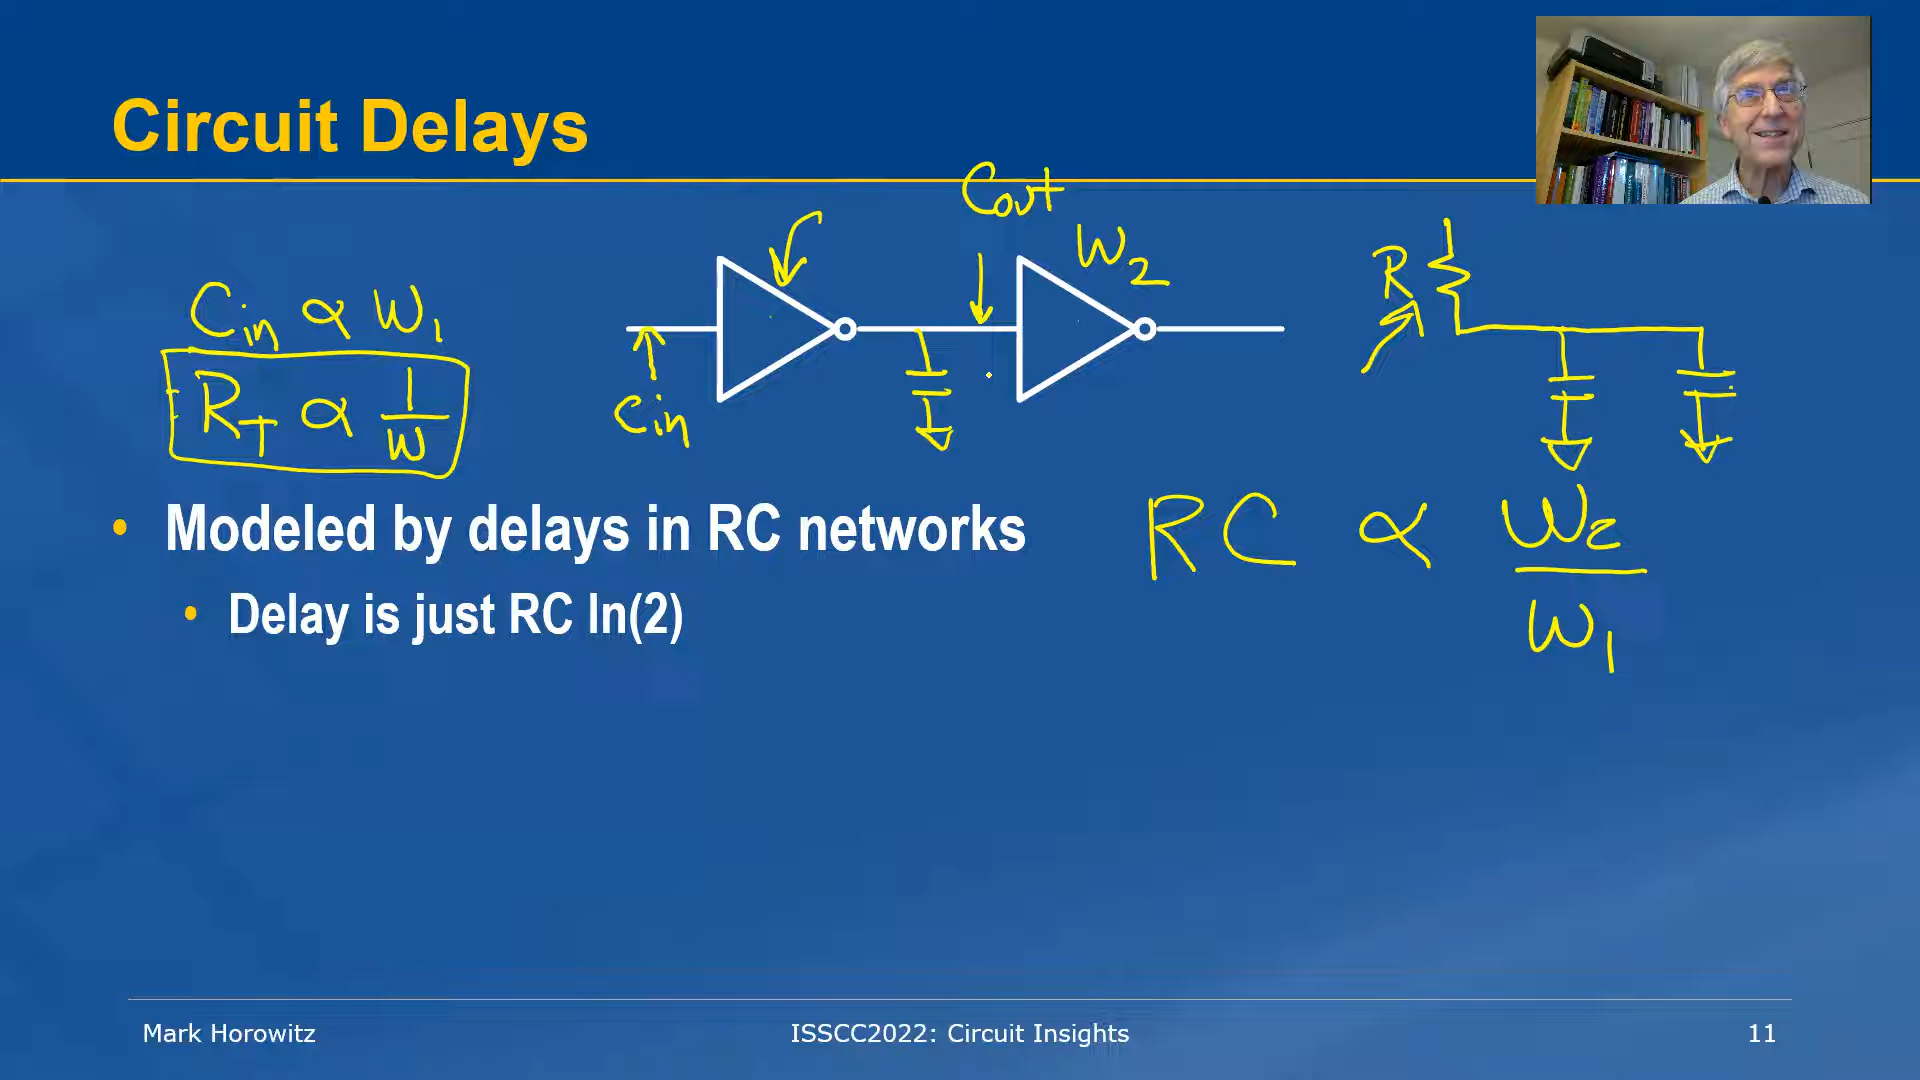 Circuit Delays
Cout
W2
R
Cin ∝ W1
RT ∝ 1/W
Cin
• Modeled by delays in RC networks
RC ∝ W2/W1
• Delay is just RC ln(2)
Mark Horowitz
ISSCC2022: Circuit Insights
11